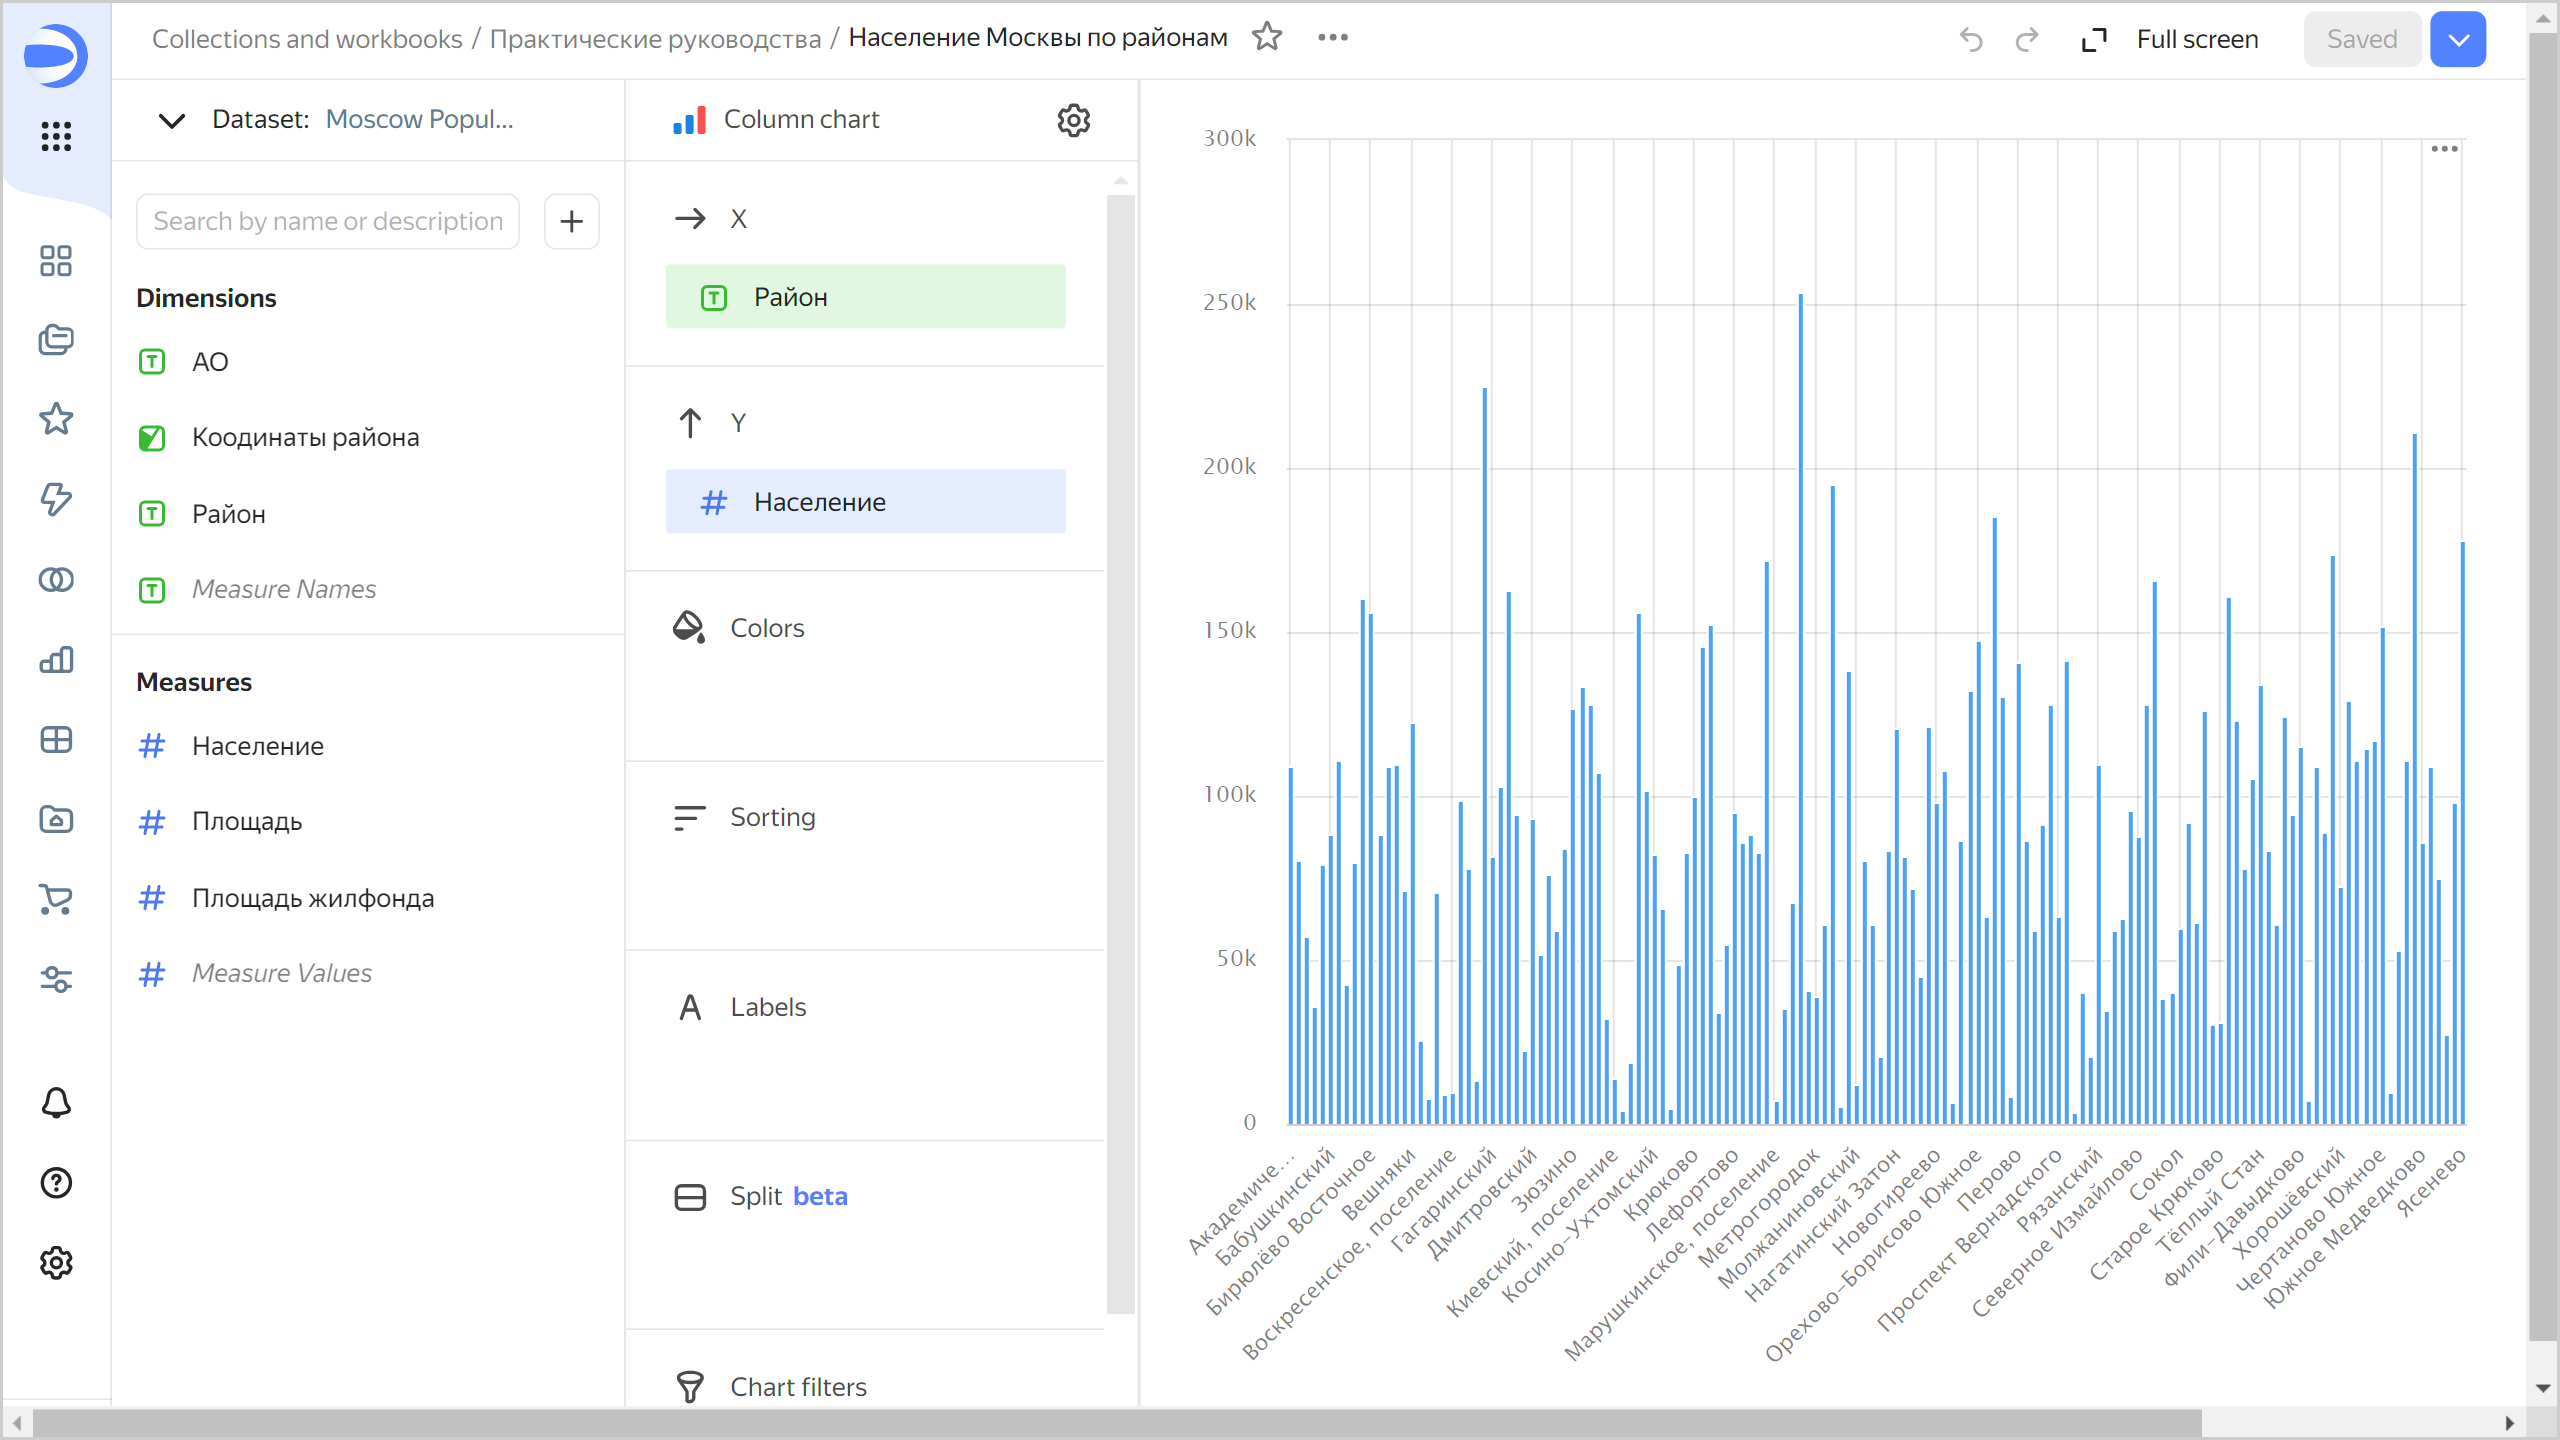 Collections and workbooks / Практические руководства / Население Москвы по районам
Full screen
Saved
Dataset: Moscow Popul...
Search by name or description
Dimensions
АО
Коодинаты района
Район
Measure Names
Measures
Население
Площадь
Площадь жилфонда
Measure Values
Column chart
X
Район
Y
Население
Colors
Sorting
Labels
Split beta
Chart filters
300k
250k
200k
150k
100k
50k
0
Академиче...
Бабушкинский
Бирюлёво Восточное
Вешняки
Воскресенское, поселение
Гагаринский
Дмитровский
Зюзино
Киевский, поселение
Косино-Ухтомский
Крюково
Лефортово
Марушкинское, поселение
Метрогородок
Молжаниновский
Нагатинский Затон
Новогиреево
Орехово-Борисово Южное
Перово
Проспект Вернадского
Рязанский
Северное Измайлово
Сокол
Старое Крюково
Тёплый Стан
Фили-Давыдково
Хорошёвский
Чертаново Южное
Южное Медведково
Ясенево